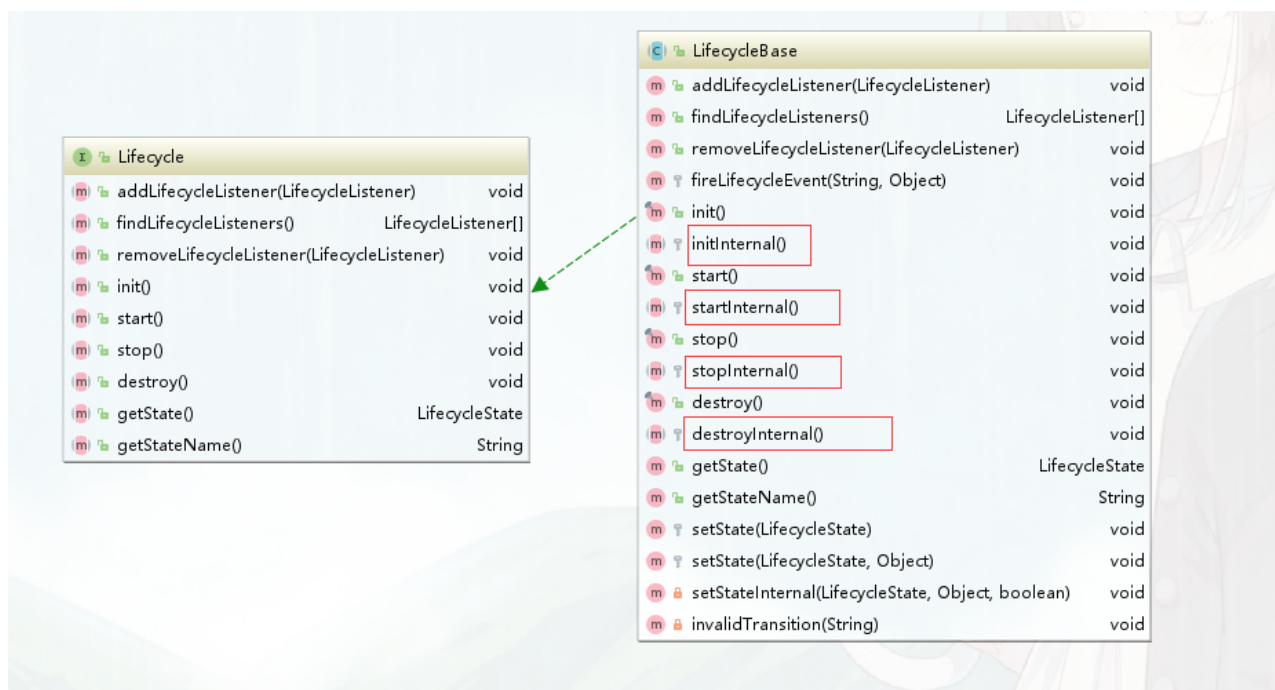 Lifecycle
addLifecycleListener(LifecycleListener) void
findLifecycleListeners() LifecycleListener[]
removeLifecycleListener(LifecycleListener) void
init() void
start() void
stop() void
destroy() void
getState() LifecycleState
getStateName() String
LifecycleBase
addLifecycleListener(LifecycleListener) void
findLifecycleListeners() LifecycleListener[]
removeLifecycleListener(LifecycleListener) void
fireLifecycleEvent(String, Object) void
init() void
initInternal() void
start() void
startInternal() void
stop() void
stopInternal() void
destroy() void
destroyInternal() void
getState() LifecycleState
getStateName() String
setState(LifecycleState) void
setState(LifecycleState, Object) void
setStateInternal(LifecycleState, Object, boolean) void
invalidTransition(String) void